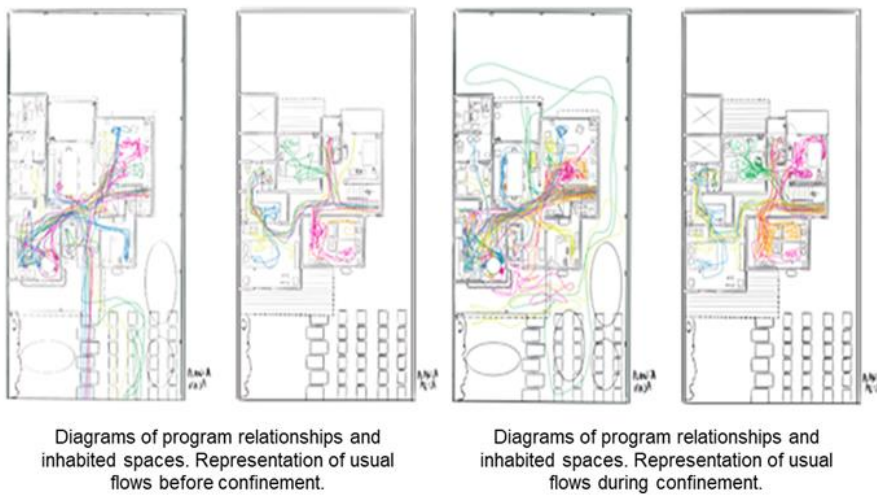 Diagrams of program relationships and
inhabited spaces. Representation of usual
flows before confinement.
Diagrams of program relationships and
inhabited spaces. Representation of usual
flows during confinement.